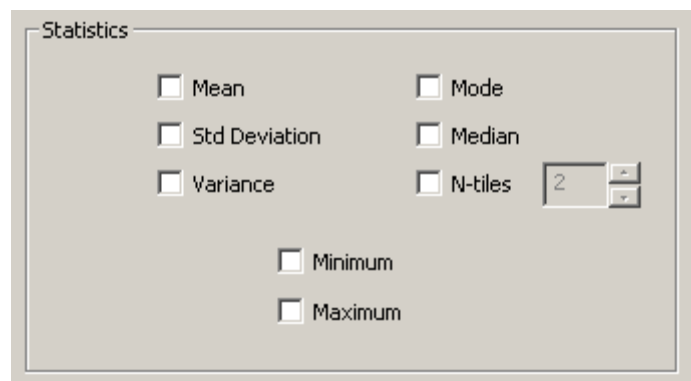 Statistics
Mean
Mode
Std Deviation
Median
Variance
N-tiles 2
Minimum
Maximum